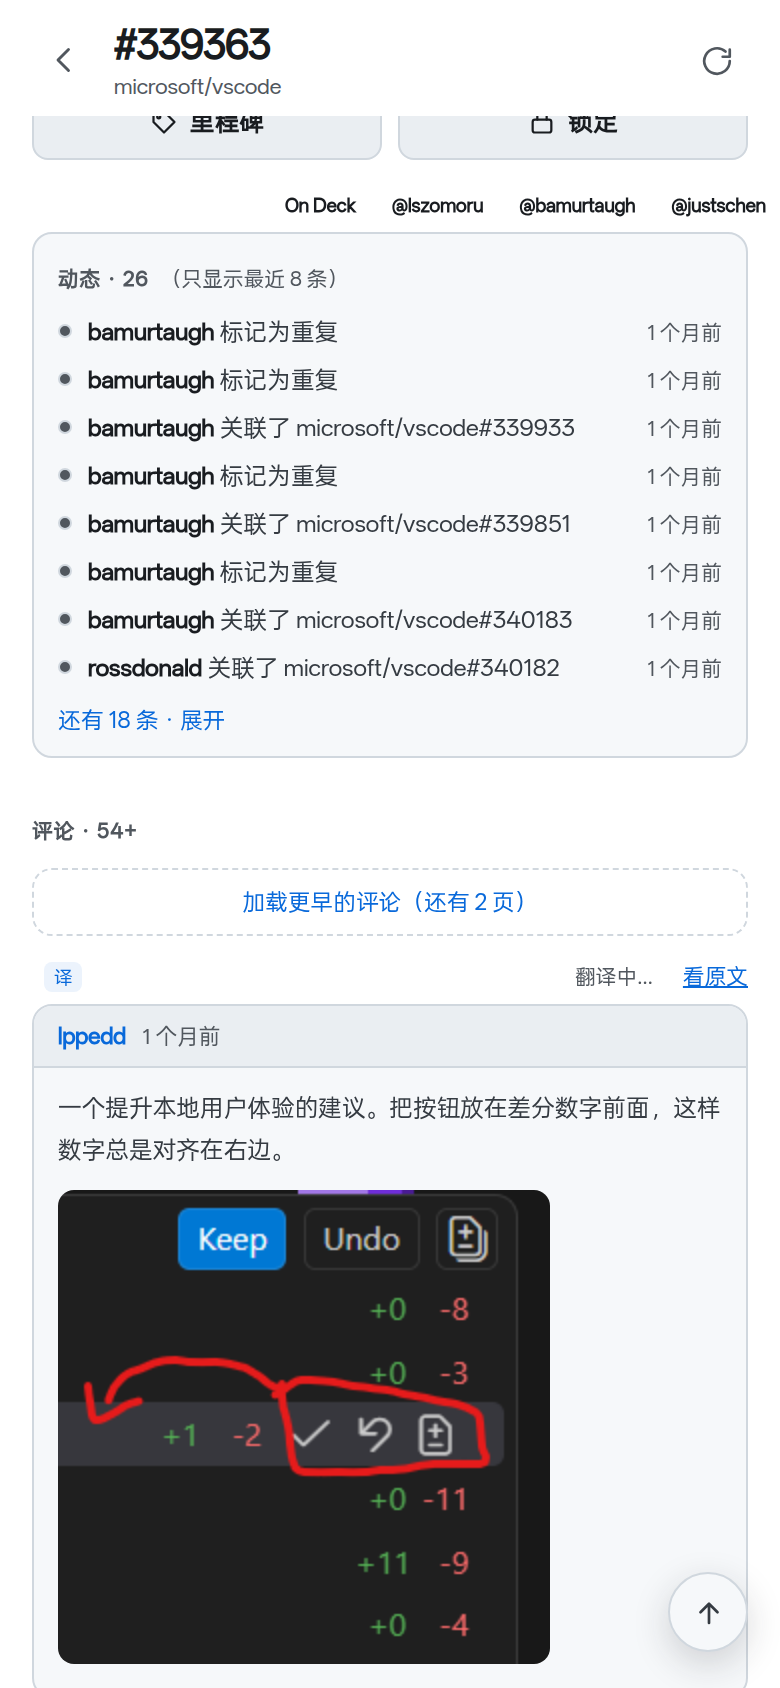 #339363
microsoft/vscode
里程碑
锁定
On Deck @lszomoru @bamurtaugh @justschen
动态 · 26 （只显示最近 8 条）
bamurtaugh 标记为重复 1 个月前
bamurtaugh 标记为重复 1 个月前
bamurtaugh 关联了 microsoft/vscode#339933 1 个月前
bamurtaugh 标记为重复 1 个月前
bamurtaugh 关联了 microsoft/vscode#339851 1 个月前
bamurtaugh 标记为重复 1 个月前
bamurtaugh 关联了 microsoft/vscode#340183 1 个月前
rossdonald 关联了 microsoft/vscode#340182 1 个月前
还有 18 条 · 展开
评论 · 54+
加载更早的评论（还有 2 页）
译 翻译中... 看原文
lppedd 1 个月前
一个提升本地用户体验的建议。把按钮放在差分数字前面，这样
数字总是对齐在右边。
Keep Undo
+0 -8
+0 -3
+1 -2
+0 -11
+11 -9
+0 -4